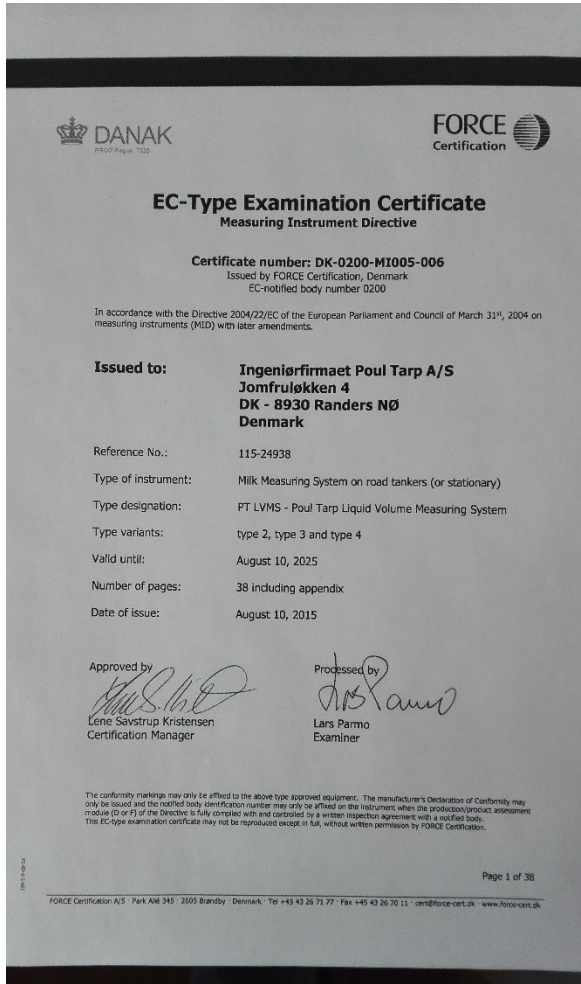 DANAK
FORCE
Certification
EC-Type Examination Certificate
Measuring Instrument Directive
Certificate number: DK-0200-MI005-006
Issued by FORCE Certification, Denmark
EC-notified body number 0200
In accordance with the Directive 2004/22/EC of the European Parliament and Council of March 31st, 2004 on
measuring instruments (MID) with later amendments.
Issued to: Ingeniørfirmaet Poul Tarp A/S
Jomfruløkken 4
DK - 8930 Randers NØ
Denmark
Reference No.: 115-24938
Type of instrument: Milk Measuring System on road tankers (or stationary)
Type designation: PT LVMS - Poul Tarp Liquid Volume Measuring System
Type variants: type 2, type 3 and type 4
Valid until: August 10, 2025
Number of pages: 38 including appendix
Date of issue: August 10, 2015
Approved by Processed by
Lene Savstrup Kristensen Lars Parmo
Certification Manager Examiner
The conformity markings may only be affixed to the above type approved equipment. The manufacturer's Declaration of Conformity may
only be issued and the notified body identification number may only be affixed on the instrument when the production/product assessment
module (D or F) of the Directive is fully complied with and controlled by a written inspection agreement with a notified body.
This EC-type examination certificate may not be reproduced except in full, without written permission by FORCE Certification.
Page 1 of 38
FORCE Certification A/S · Park Allé 345 · 2605 Brøndby · Denmark · Tel +45 43 26 71 77 · Fax +45 43 26 70 11 · cert@force-cert.dk · www.force-cert.dk